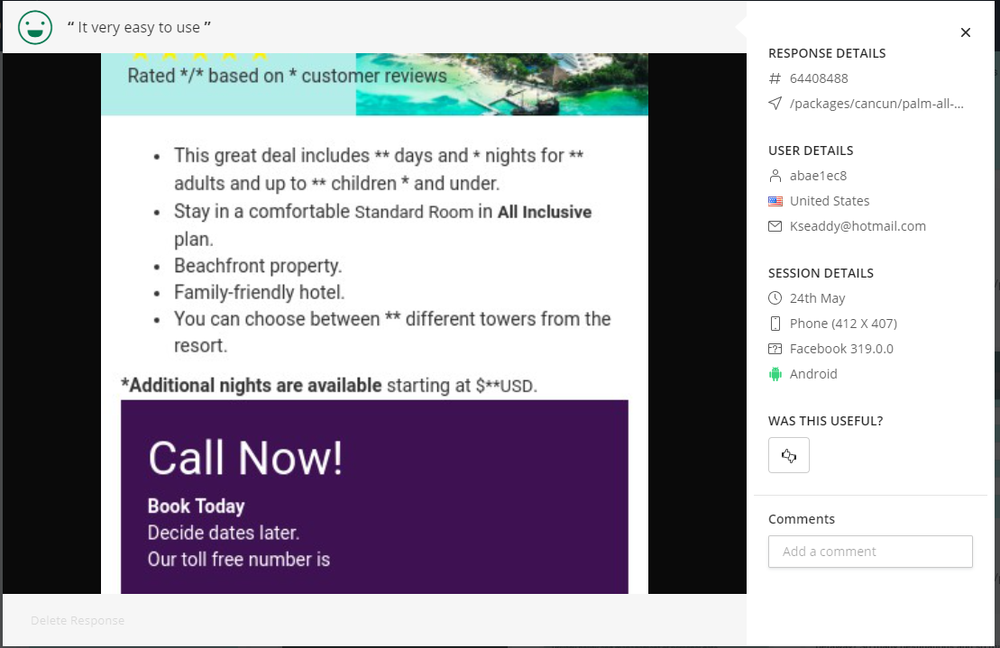 “ It very easy to use ”
Rated */* based on * customer reviews
• This great deal includes ** days and * nights for **
adults and up to ** children * and under.
• Stay in a comfortable Standard Room in All Inclusive
plan.
• Beachfront property.
• Family-friendly hotel.
• You can choose between ** different towers from the
resort.
*Additional nights are available starting at $**USD.
Call Now!
Book Today
Decide dates later.
Our toll free number is
Delete Response
RESPONSE DETAILS
# 64408488
/packages/cancun/palm-all-...
USER DETAILS
abae1ec8
United States
Kseaddy@hotmail.com
SESSION DETAILS
24th May
Phone (412 X 407)
Facebook 319.0.0
Android
WAS THIS USEFUL?
Comments
Add a comment